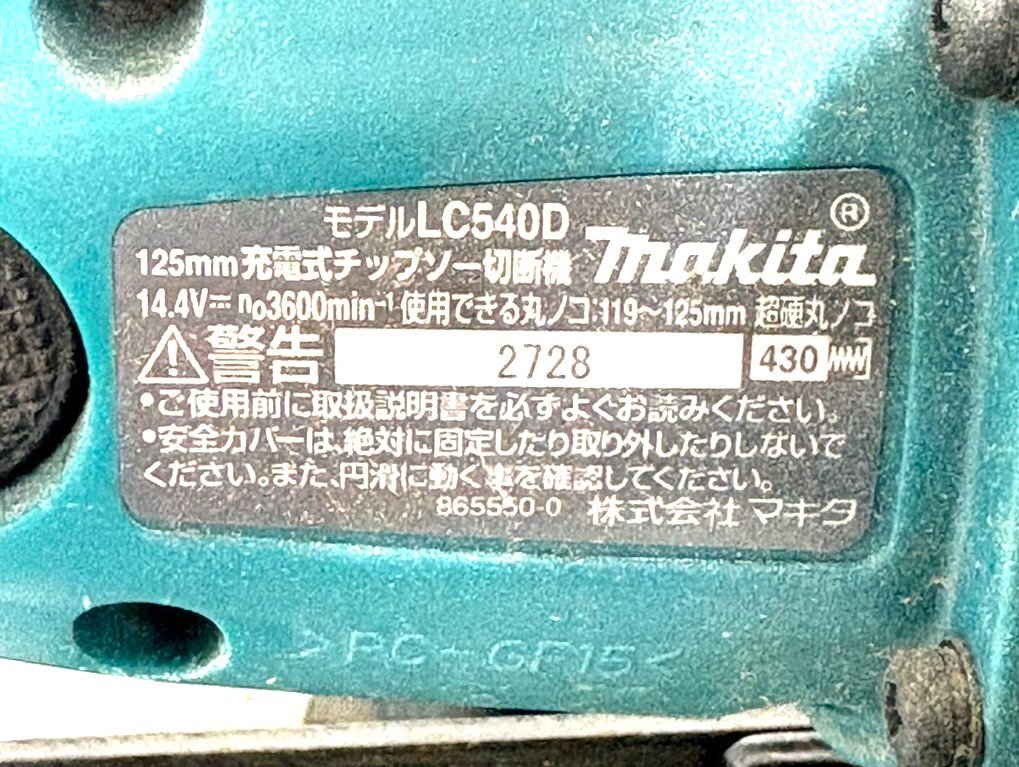 モデルLC540D
makita®
125mm充電式チップソー切断機
14.4V⎓ n₀3600min⁻¹ 使用できる丸ノコ:119～125mm 超硬丸ノコ
⚠警告 2728 430
•ご使用前に取扱説明書を必ずよくお読みください。
•安全カバーは、絶対に固定したり取り外したりしないで
ください。また、円滑に動く事を確認してください。
865550-0 株式会社 マキタ
>PC-GF15<